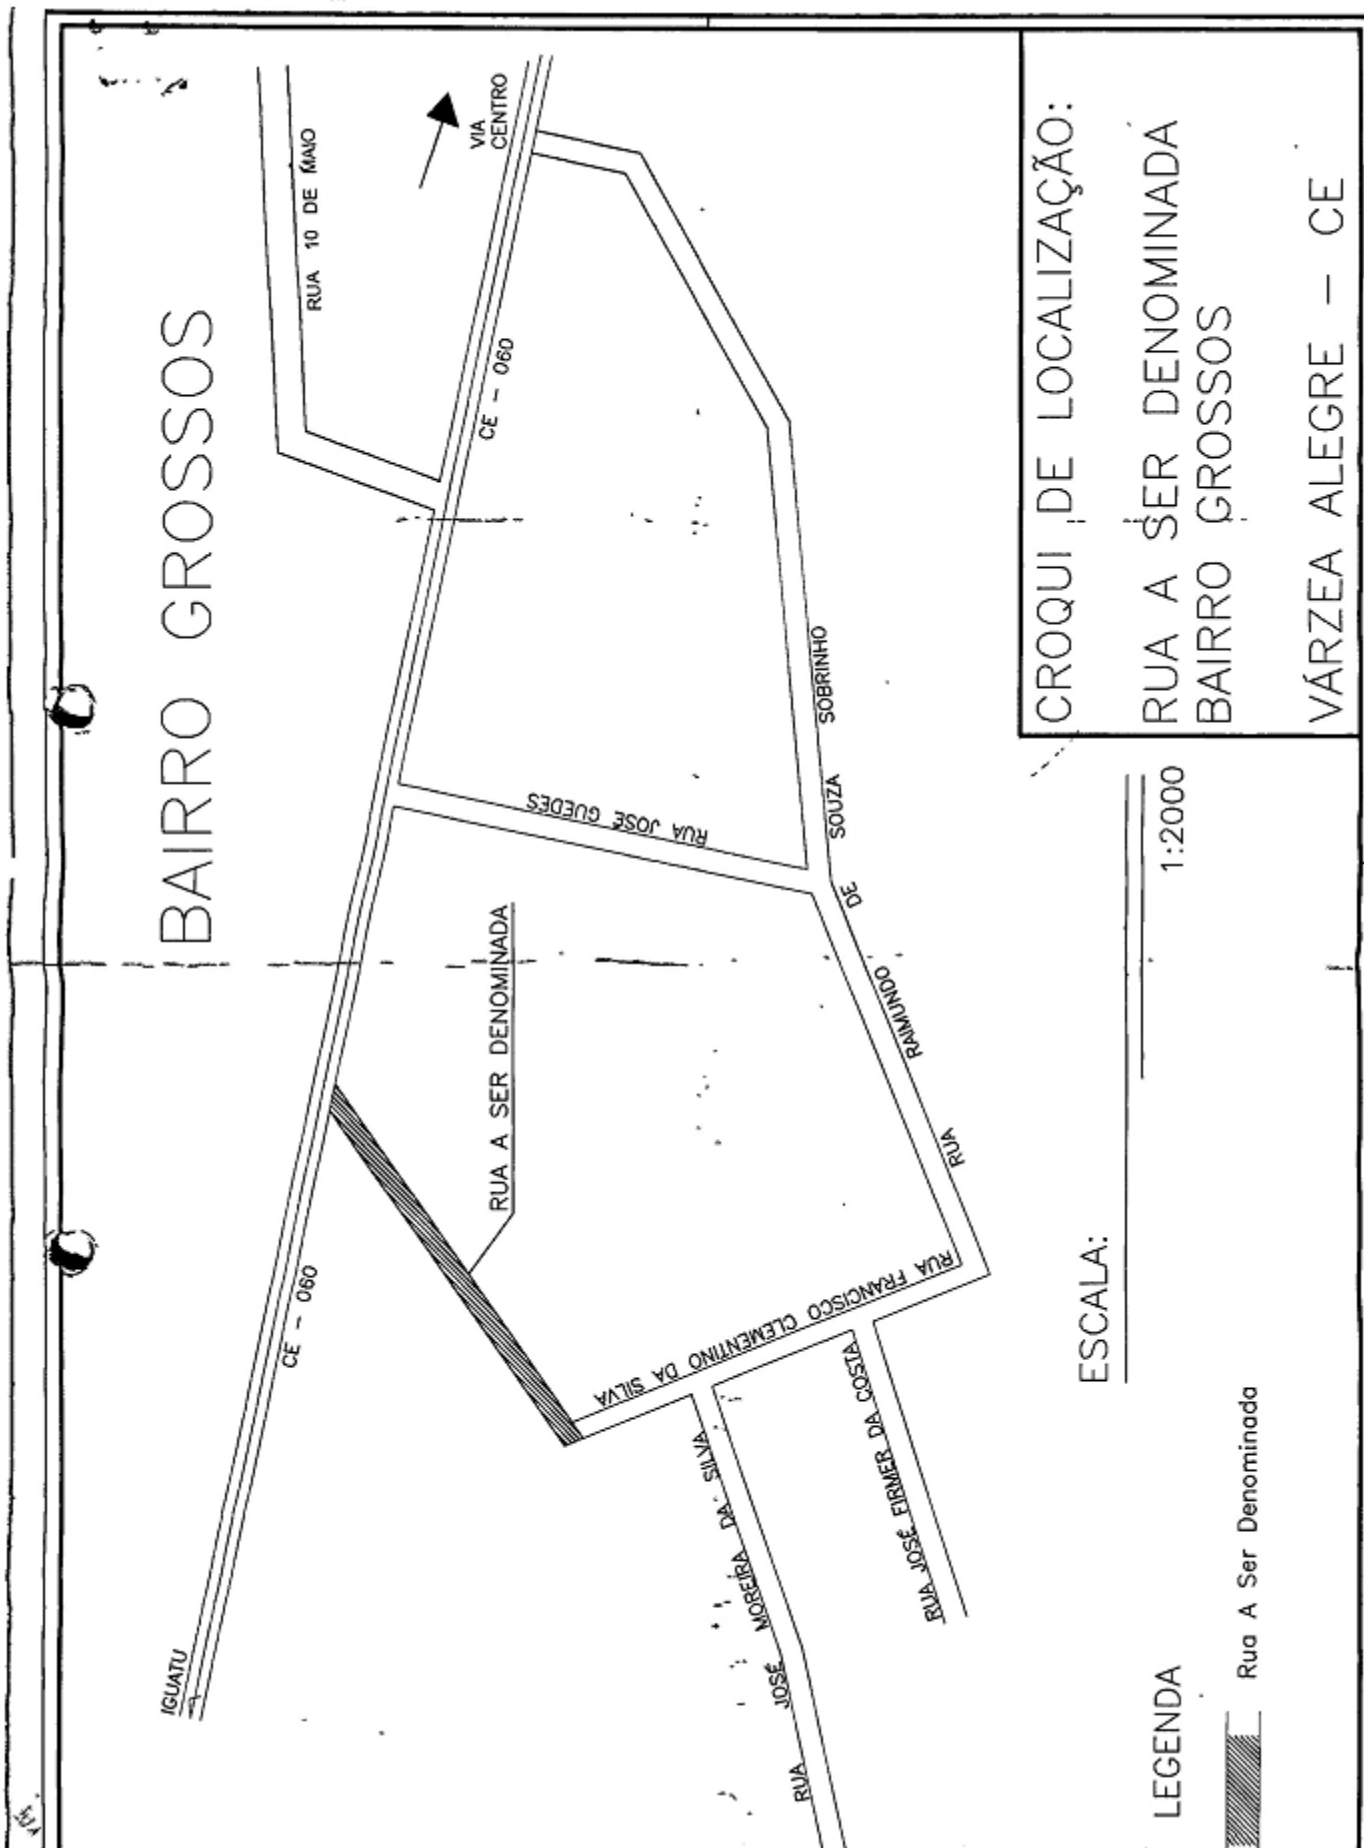 BAIRRO GROSSOS
RUA 10 DE MAIO
VIA
CENTRO
CE - 060
CE - 060
IGUATU
RUA JOSÉ GUEDES
RUA A SER DENOMINADA
RUA RAIMUNDO DE SOUZA SOBRINHO
RUA FRANCISCO CLEMENTINO DA SILVA
RUA JOSÉ MOREIRA DA SILVA
RUA JOSÉ FIRMER DA COSTA
ESCALA:
1:2000
LEGENDA
Rua A Ser Denominada
CROQUI DE LOCALIZAÇÃO:
RUA A SER DENOMINADA
BAIRRO GROSSOS
VÁRZEA ALEGRE - CE